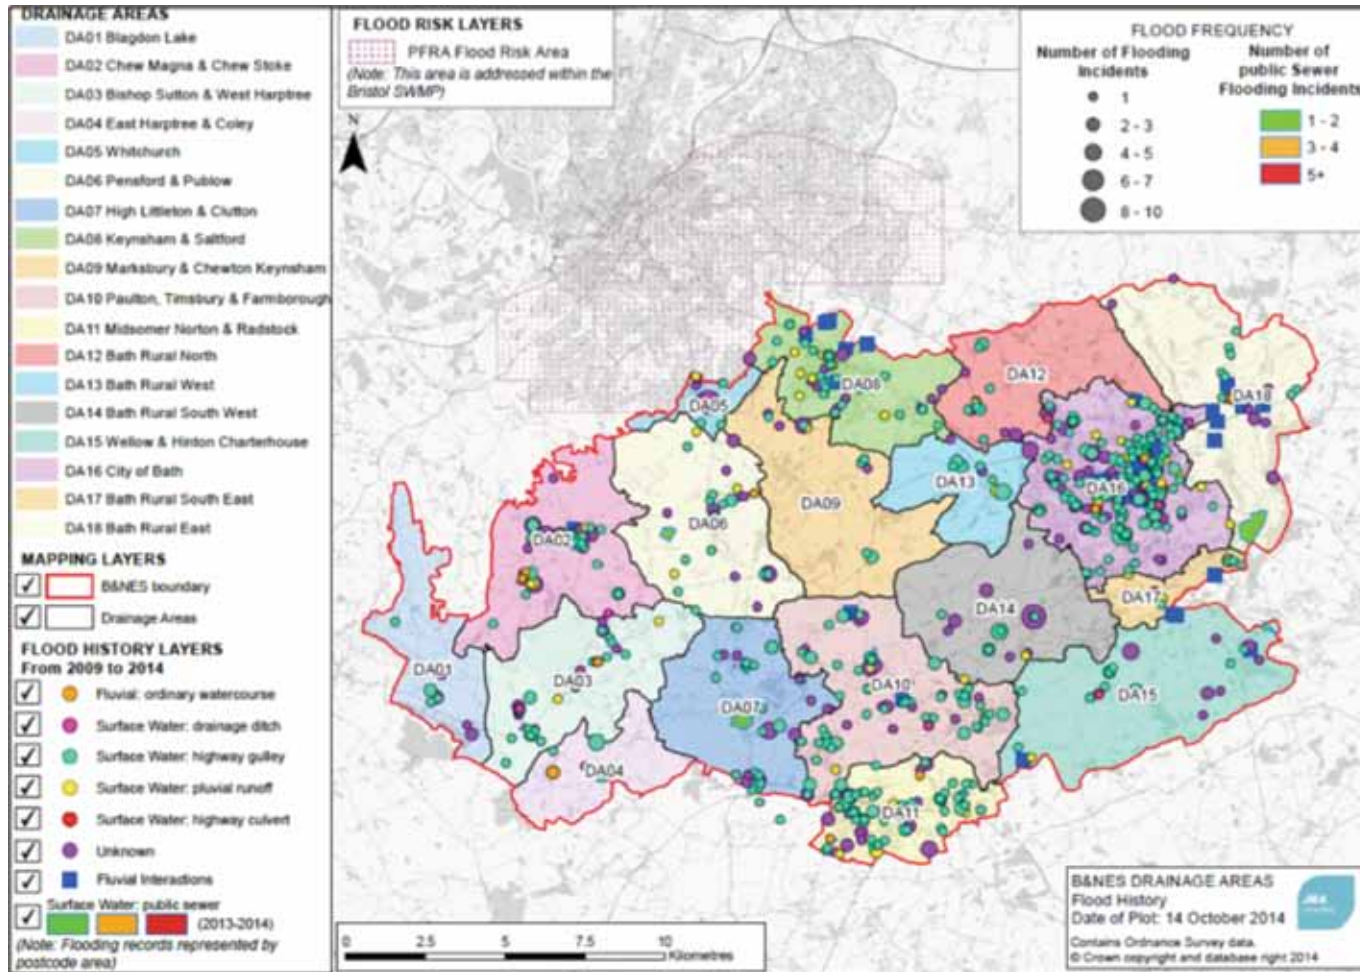 DRAINAGE AREAS
DA01 Blagdon Lake
DA02 Chew Magna & Chew Stoke
DA03 Bishop Sutton & West Harptree
DA04 East Harptree & Coley
DA05 Whitchurch
DA06 Pensford & Publow
DA07 High Littleton & Clutton
DA08 Keynsham & Saltford
DA09 Marksbury & Chewton Keynsham
DA10 Paulton, Timsbury & Farmborough
DA11 Midsomer Norton & Radstock
DA12 Bath Rural North
DA13 Bath Rural West
DA14 Bath Rural South West
DA15 Wellow & Hinton Charterhouse
DA16 City of Bath
DA17 Bath Rural South East
DA18 Bath Rural East
MAPPING LAYERS
B&NES boundary
Drainage Areas
FLOOD HISTORY LAYERS
From 2009 to 2014
Fluvial: ordinary watercourse
Surface Water: drainage ditch
Surface Water: highway gulley
Surface Water: pluvial runoff
Surface Water: highway culvert
Unknown
Fluvial Interactions
Surface Water: public sewer
(2013-2014)
(Note: Flooding records represented by
postcode area)
FLOOD RISK LAYERS
PFRA Flood Risk Area
(Note: This area is addressed within the
Bristol SWMP)
N
FLOOD FREQUENCY
Number of Flooding
Incidents
1
2 - 3
4 - 5
6 - 7
8 - 10
Number of
public Sewer
Flooding Incidents
1 - 2
3 - 4
5+
DA12
DA08
DA18
DA05
DA13
DA16
DA09
DA06
DA02
DA17
DA14
DA01
DA03
DA10
DA15
DA07
DA04
DA11
0 2.5 5 7.5 10
Kilometres
B&NES DRAINAGE AREAS
Flood History
Date of Plot: 14 October 2014
Contains Ordnance Survey data.
© Crown copyright and database right 2014
JBA